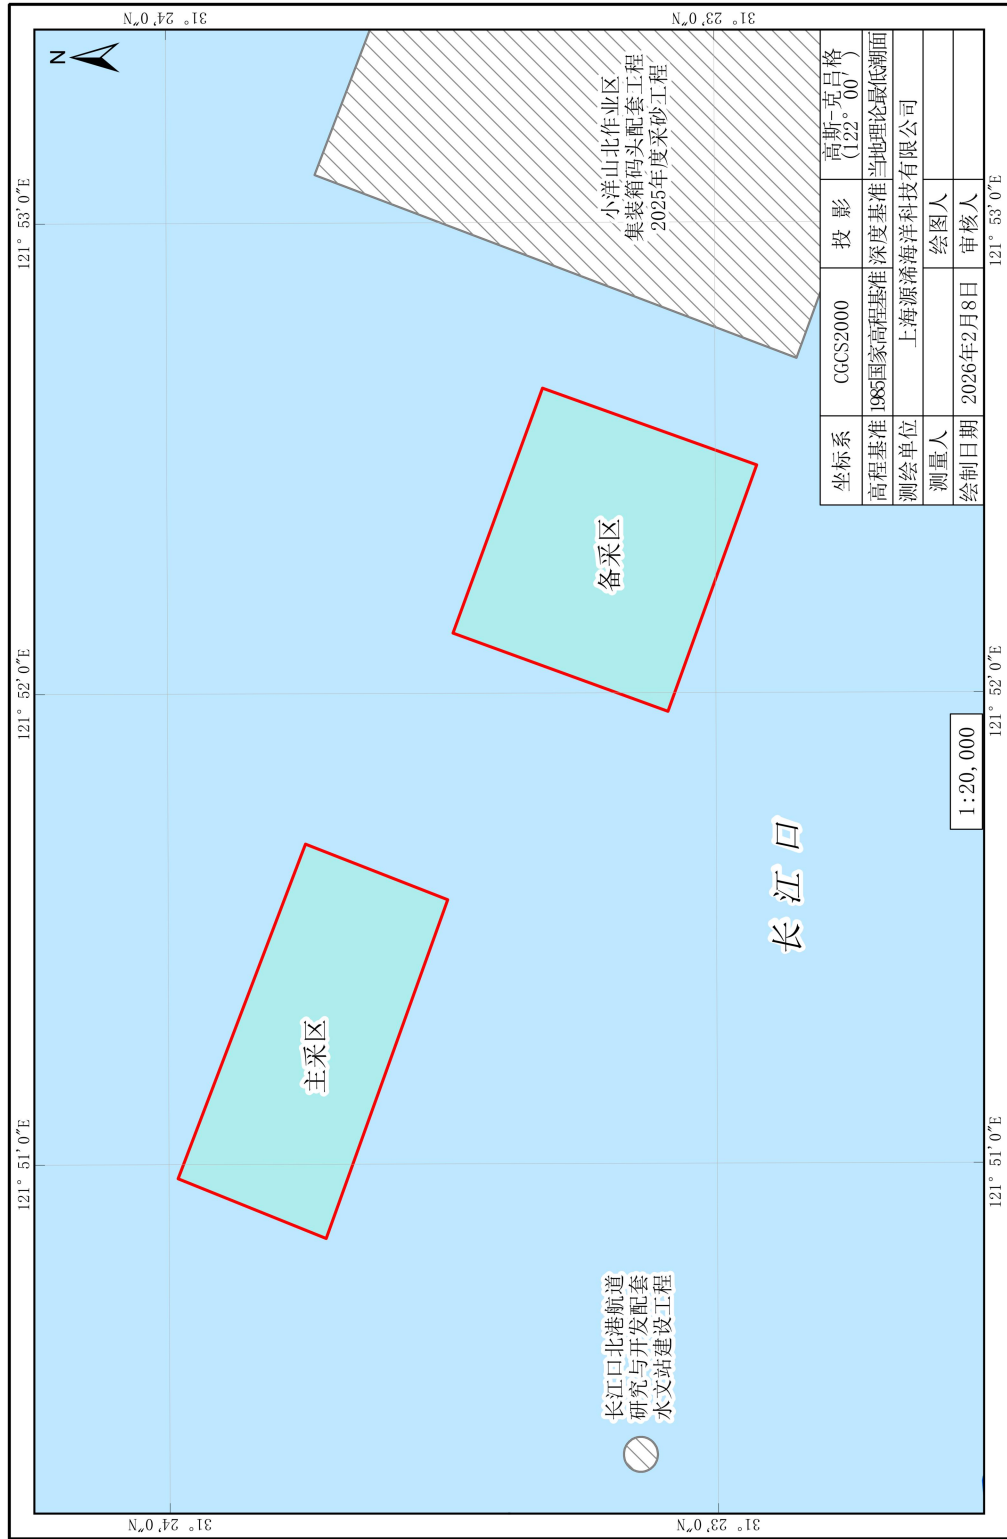 121° 51′ 0″E
121° 52′ 0″E
121° 53′ 0″E
31° 24′ 0″N
31° 24′ 0″N
N
主采区
备采区
小洋山北作业区
集装箱码头配套工程
2025年度采砂工程
长江口北港航道
研究与开发配套
水文站建设工程
长江口
31° 23′ 0″N
31° 23′ 0″N
坐标系 CGCS2000 投影 高斯-克吕格 (122° 00′)
高程基准 1985国家高程基准 深度基准 当地理论最低潮面
测绘单位 上海源浠海洋科技有限公司
测量人 绘图人
绘制日期 2026年2月8日 审核人
1:20,000
121° 51′ 0″E
121° 52′ 0″E
121° 53′ 0″E